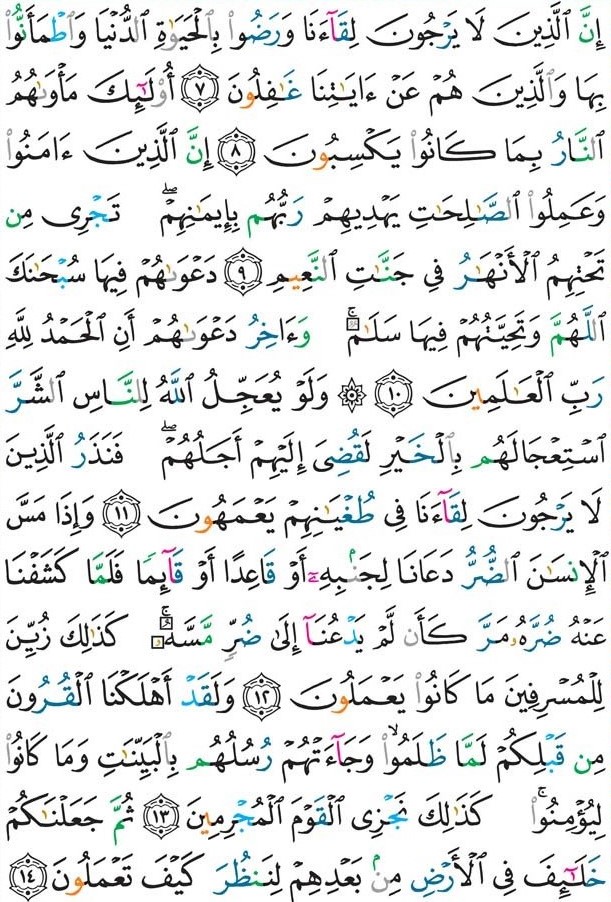 إِنَّ ٱلَّذِينَ لَا يَرْجُونَ لِقَآءَنَا وَرَضُوا۟ بِٱلْحَيَوٰةِ ٱلدُّنْيَا وَٱطْمَأَنُّوا۟
بِهَا وَٱلَّذِينَ هُمْ عَنْ ءَايَـٰتِنَا غَـٰفِلُونَ ٧ أُو۟لَـٰٓئِكَ مَأْوَىٰهُمُ
ٱلنَّارُ بِمَا كَانُوا۟ يَكْسِبُونَ ٨ إِنَّ ٱلَّذِينَ ءَامَنُوا۟
وَعَمِلُوا۟ ٱلصَّـٰلِحَـٰتِ يَهْدِيهِمْ رَبُّهُم بِإِيمَـٰنِهِمْ ۖ تَجْرِى مِن
تَحْتِهِمُ ٱلْأَنْهَـٰرُ فِى جَنَّـٰتِ ٱلنَّعِيمِ ٩ دَعْوَىٰهُمْ فِيهَا سُبْحَـٰنَكَ
ٱللَّهُمَّ وَتَحِيَّتُهُمْ فِيهَا سَلَـٰمٌ ۚ وَءَاخِرُ دَعْوَىٰهُمْ أَنِ ٱلْحَمْدُ لِلَّهِ
رَبِّ ٱلْعَـٰلَمِينَ ١٠ ۞ وَلَوْ يُعَجِّلُ ٱللَّهُ لِلنَّاسِ ٱلشَّرَّ
ٱسْتِعْجَالَهُم بِٱلْخَيْرِ لَقُضِىَ إِلَيْهِمْ أَجَلُهُمْ ۖ فَنَذَرُ ٱلَّذِينَ
لَا يَرْجُونَ لِقَآءَنَا فِى طُغْيَـٰنِهِمْ يَعْمَهُونَ ١١ وَإِذَا مَسَّ
ٱلْإِنسَـٰنَ ٱلضُّرُّ دَعَانَا لِجَنۢبِهِۦٓ أَوْ قَاعِدًا أَوْ قَآئِمًا فَلَمَّا كَشَفْنَا
عَنْهُ ضُرَّهُۥ مَرَّ كَأَن لَّمْ يَدْعُنَآ إِلَىٰ ضُرٍّ مَّسَّهُۥ ۚ كَذَٰلِكَ زُيِّنَ
لِلْمُسْرِفِينَ مَا كَانُوا۟ يَعْمَلُونَ ١٢ وَلَقَدْ أَهْلَكْنَا ٱلْقُرُونَ
مِن قَبْلِكُمْ لَمَّا ظَلَمُوا۟ ۙ وَجَآءَتْهُمْ رُسُلُهُم بِٱلْبَيِّنَـٰتِ وَمَا كَانُوا۟
لِيُؤْمِنُوا۟ ۚ كَذَٰلِكَ نَجْزِى ٱلْقَوْمَ ٱلْمُجْرِمِينَ ١٣ ثُمَّ جَعَلْنَـٰكُمْ
خَلَـٰٓئِفَ فِى ٱلْأَرْضِ مِنۢ بَعْدِهِمْ لِنَنظُرَ كَيْفَ تَعْمَلُونَ ١٤